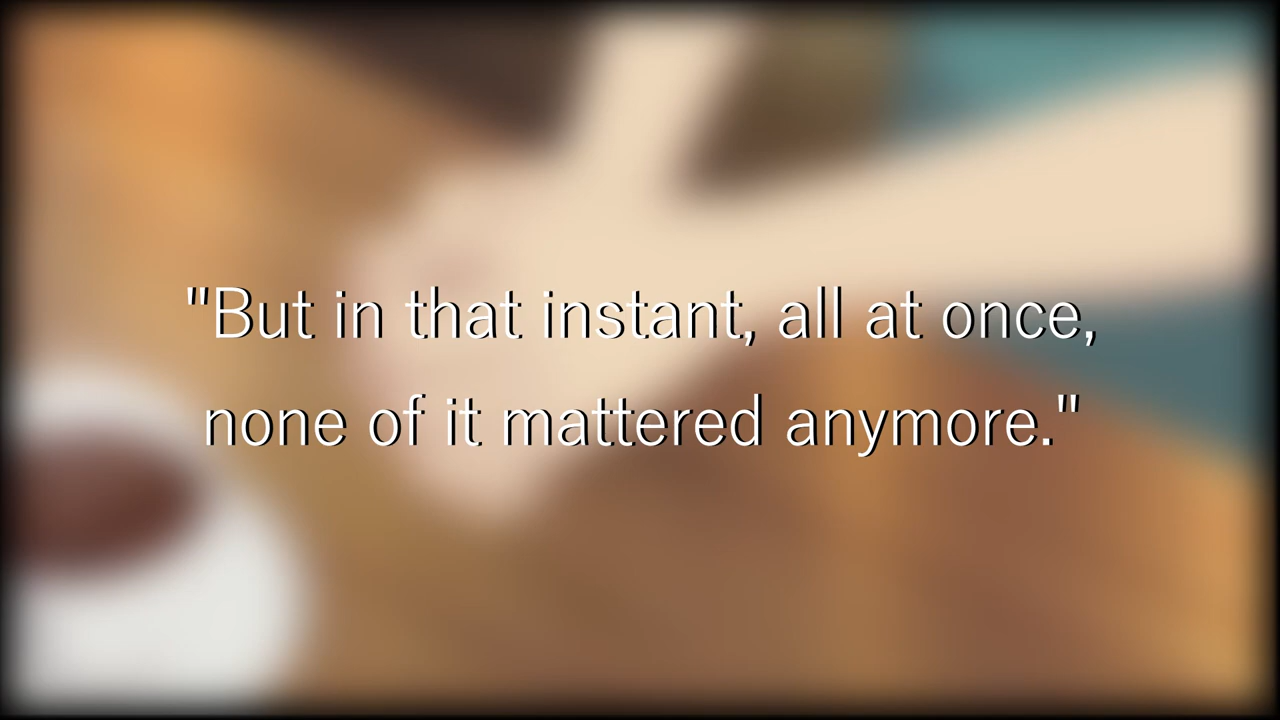 "But in that instant, all at once,
none of it mattered anymore."